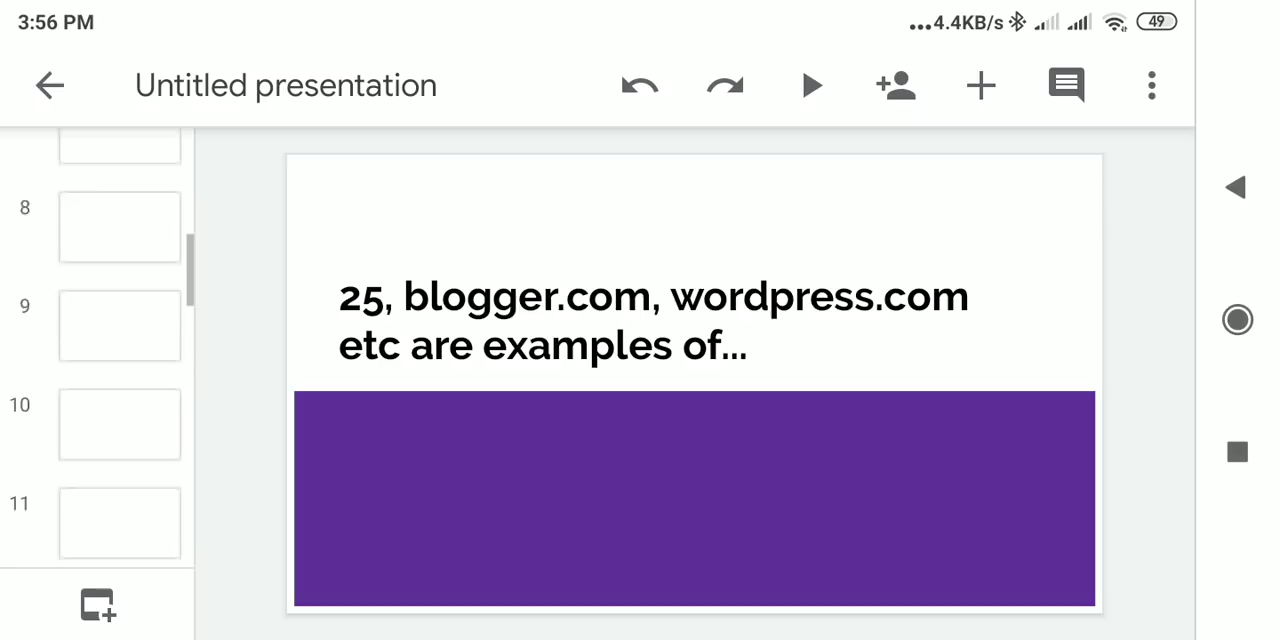 3:56 PM
...4.4KB/s 49
Untitled presentation
8
9
10
11
25, blogger.com, wordpress.com
etc are examples of...